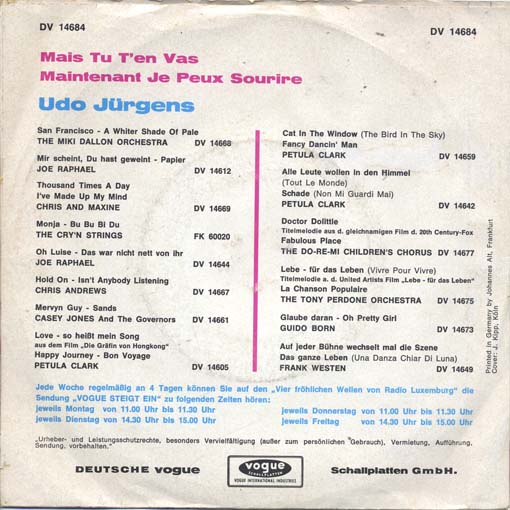 DV 14684
DV 14684
Mais Tu T'en Vas
Maintenant Je Peux Sourire
Udo Jürgens
San Francisco - A Whiter Shade Of Pale
THE MIKI DALLON ORCHESTRA DV 14668
Mir scheint, Du hast geweint - Papier
JOE RAPHAEL DV 14612
Thousand Times A Day
I've Made Up My Mind
CHRIS AND MAXINE DV 14669
Monja - Bu Bu Bi Du
THE CRY'N STRINGS FK 60020
Oh Luise - Das war nicht nett von ihr
JOE RAPHAEL DV 14644
Hold On - Isn't Anybody Listening
CHRIS ANDREWS DV 14667
Mervyn Guy - Sands
CASEY JONES And The Governors DV 14661
Love - so heißt mein Song
aus dem Film „Die Gräfin von Hongkong"
Happy Journey - Bon Voyage
PETULA CLARK DV 14605
Cat In The Window (The Bird In The Sky)
Fancy Dancin' Man
PETULA CLARK DV 14659
Alle Leute wollen in den Himmel
(Tout Le Monde)
Schade (Non Mi Guardi Mai)
PETULA CLARK DV 14642
Doctor Dolittle
Titelmelodie aus d. gleichnamigen Film d. 20th Century-Fox
Fabulous Place
THE DO-RE-MI CHILDREN'S CHORUS DV 14677
Lebe - für das Leben (Vivre Pour Vivre)
Titelmelodie a. d. United Artists Film „Lebe - für das Leben"
La Chanson Populaire
THE TONY PERDONE ORCHESTRA DV 14675
Glaube daran - Oh Pretty Girl
GUIDO BORN DV 14673
Auf jeder Bühne wechselt mal die Szene
Das ganze Leben (Una Danza Chiar Di Luna)
FRANK WESTEN DV 14649
Printed in Germany by Johannes Alt, Frankfurt
Cover: J. Kipp, Köln
Jede Woche regelmäßig an 4 Tagen können Sie auf den „Vier fröhlichen Wellen von Radio Luxemburg" die
Sendung „VOGUE STEIGT EIN" zu folgenden Zeiten hören:
jeweils Montag von 11.00 Uhr bis 11.30 Uhr
jeweils Dienstag von 14.30 Uhr bis 15.00 Uhr
jeweils Donnerstag von 11.00 Uhr bis 11.30 Uhr
jeweils Freitag von 14.30 Uhr bis 15.00 Uhr
„Urheber- und Leistungsschutzrechte, besonders Vervielfältigung (außer zum persönlichen Gebrauch), Vermietung, Aufführung,
Sendung, vorbehalten."
DEUTSCHE vogue
vogue
SCHALLPLATTEN
VOGUE INTERNATIONAL INDUSTRIES
Schallplatten GmbH.